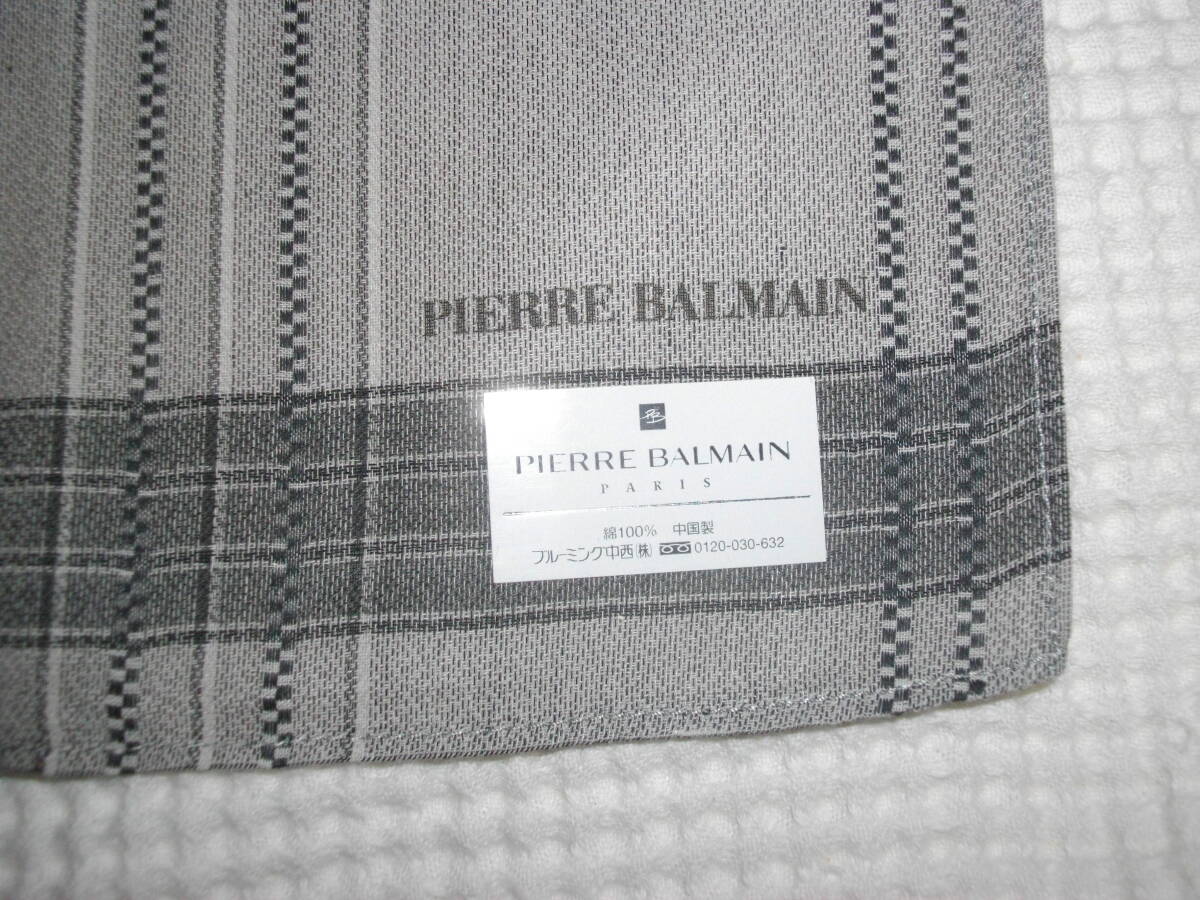 PIERRE BALMAIN
PB
PIERRE BALMAIN
PARIS
綿100% 中国製
ブルーミング中西㈱ 0120-030-632